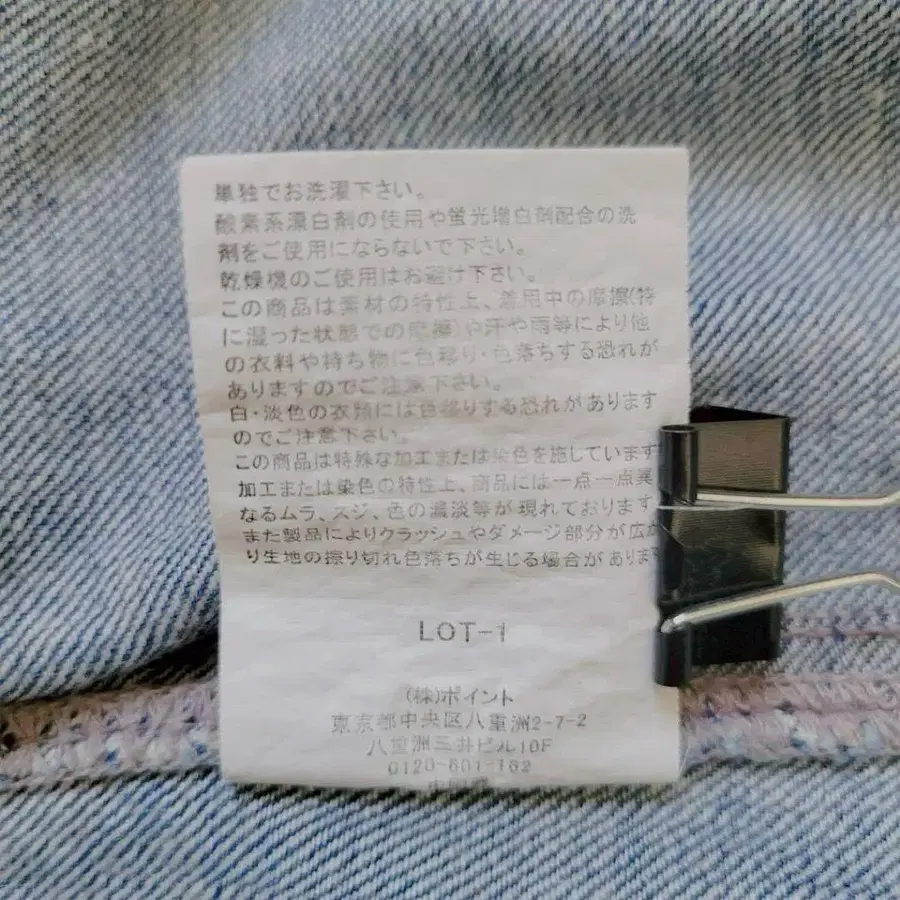 単独でお洗濯下さい。
酸素系漂白剤の使用や蛍光増白剤配合の洗
剤をご使用にならないで下さい。
乾燥機のご使用はお避け下さい。
この商品は素材の特性上、着用中の摩擦(特
に湿った状態での摩擦)や汗や雨等により他
の衣料や持ち物に色移り・色落ちする恐れが
ありますのでご注意下さい。
白・淡色の衣類には色移りする恐れがあります
のでご注意下さい。
この商品は特殊な加工または染色を施しています
加工または染色の特性上、商品には一点一点異
なるムラ、スジ、色の濃淡等が現れております
また製品によりクラッシュやダメージ部分が広が
り生地の擦り切れ色落ちが生じる場合があります
LOT-1
(株)ポイント
東京都中央区八重洲2-7-2
八重洲三井ビル10F
0120-601-162